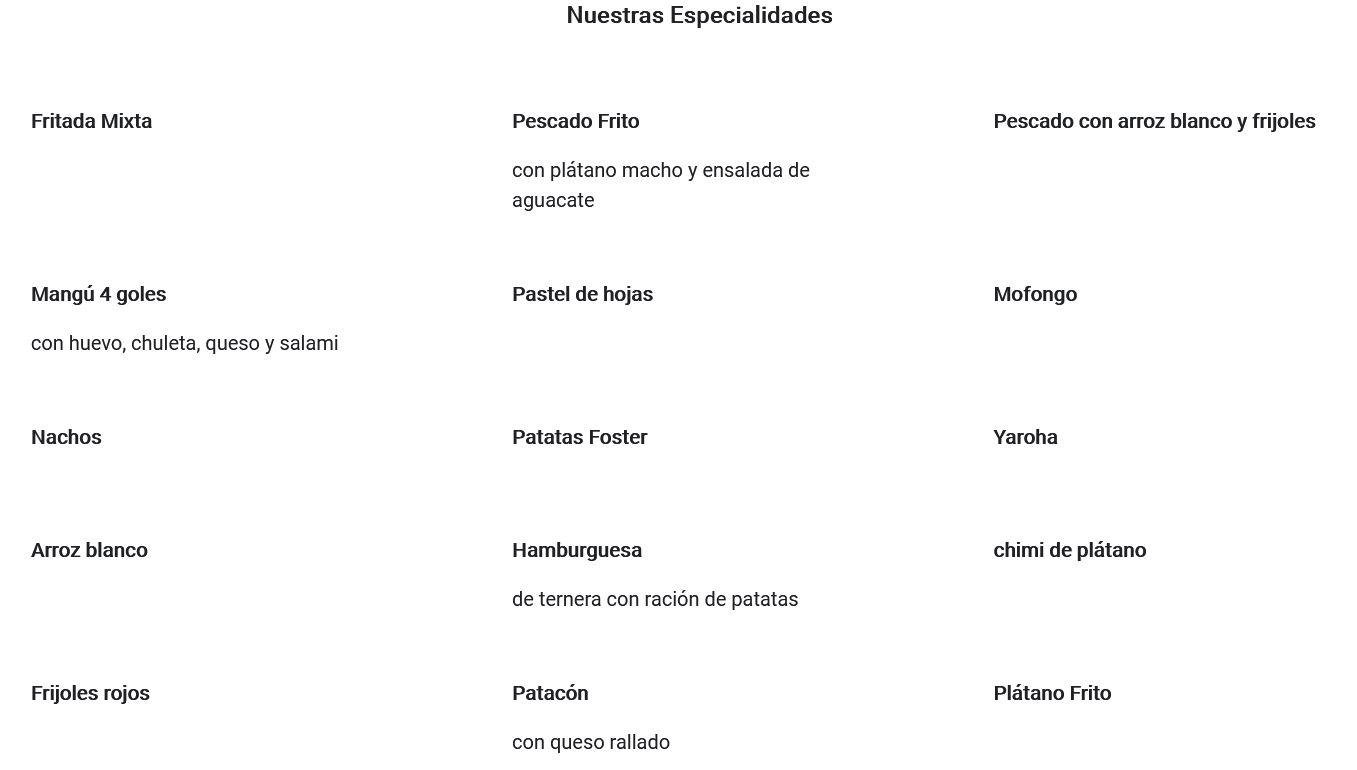 Nuestras Especialidades
Fritada Mixta
Pescado Frito
con plátano macho y ensalada de
aguacate
Pescado con arroz blanco y frijoles
Mangú 4 goles
con huevo, chuleta, queso y salami
Pastel de hojas
Mofongo
Nachos
Patatas Foster
Yaroha
Arroz blanco
Hamburguesa
de ternera con ración de patatas
chimi de plátano
Frijoles rojos
Patacón
con queso rallado
Plátano Frito